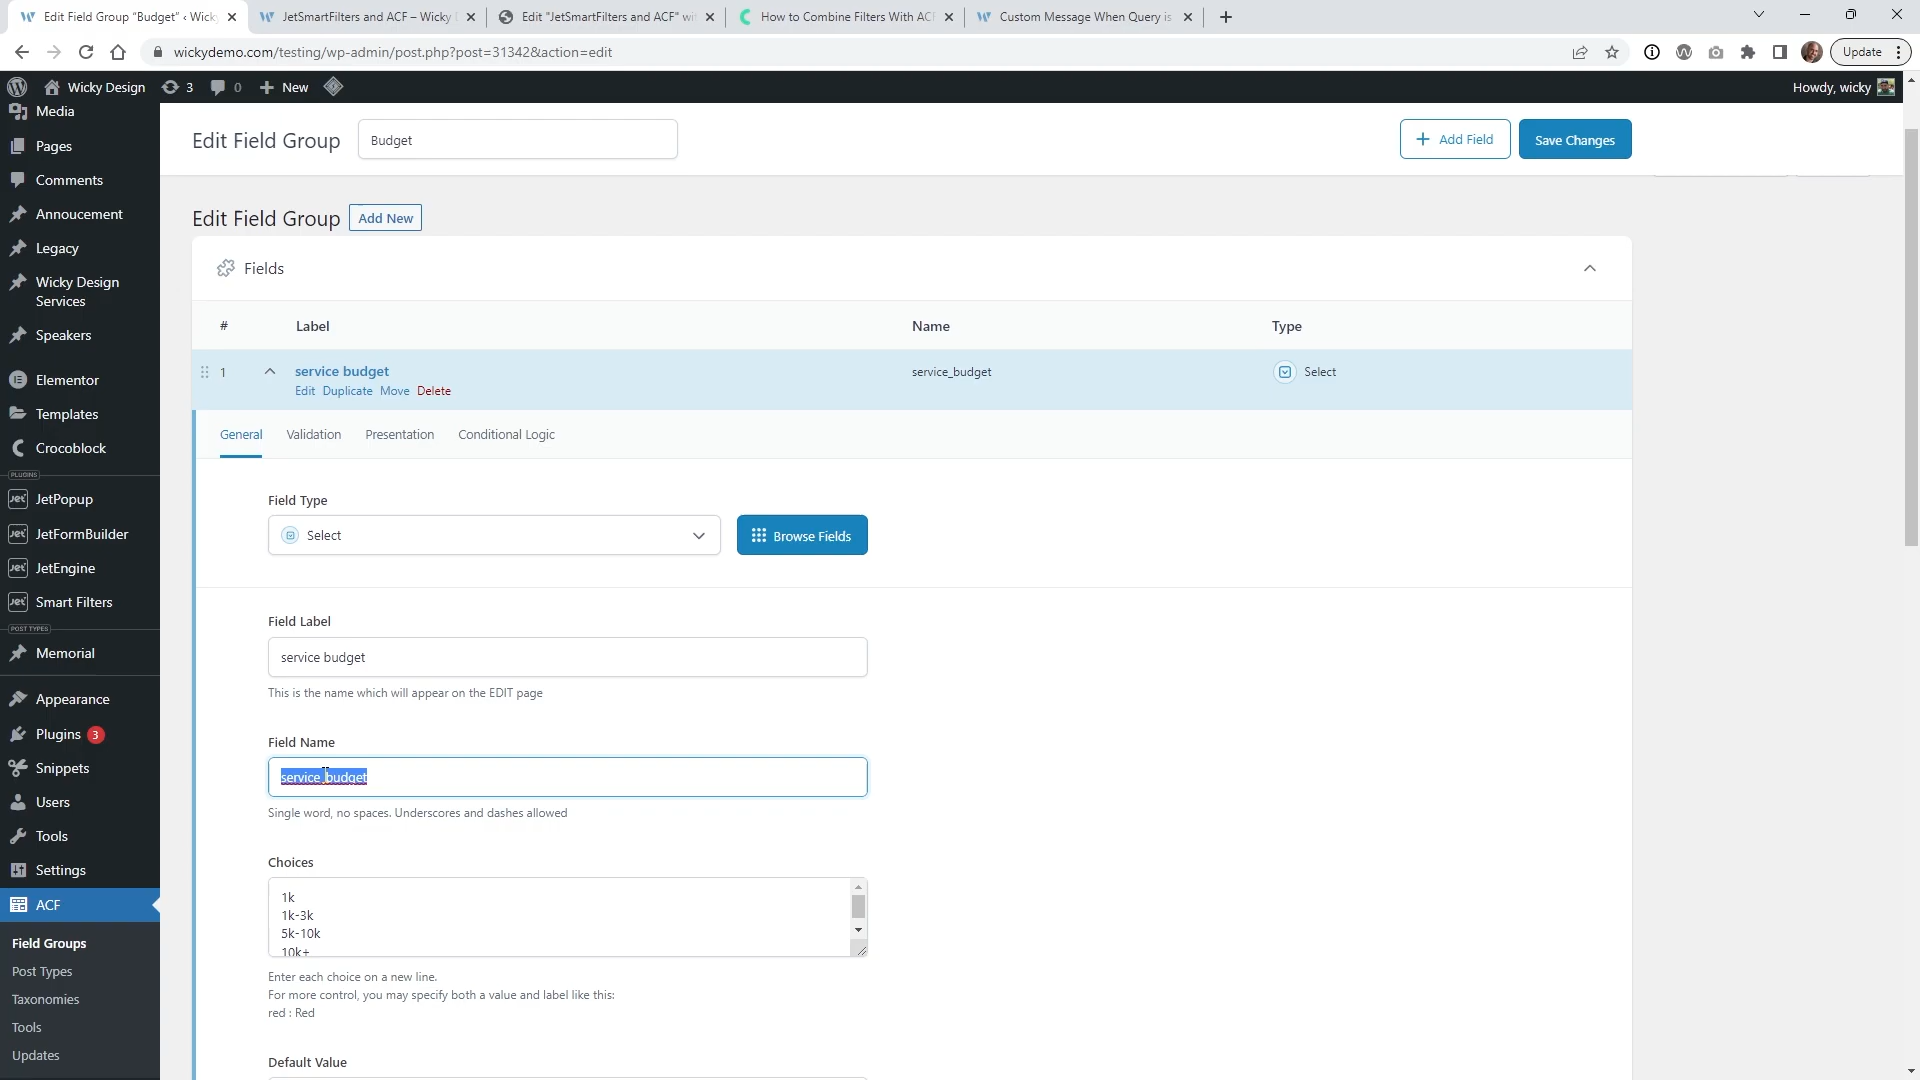 Edit Field Group "Budget" ‹ Wicky
JetSmartFilters and ACF – Wicky D
Edit "JetSmartFilters and ACF" wit
How to Combine Filters With ACF
Custom Message When Query is
wickydemo.com/testing/wp-admin/post.php?post=31342&action=edit
Update
Wicky Design
3
0
New
Howdy, wicky
Media
Pages
Comments
Annoucement
Legacy
Wicky Design
Services
Speakers
Elementor
Templates
Crocoblock
PLUGINS
JetPopup
JetFormBuilder
JetEngine
Smart Filters
POST TYPES
Memorial
Appearance
Plugins 3
Snippets
Users
Tools
Settings
ACF
Field Groups
Post Types
Taxonomies
Tools
Updates
Edit Field Group
Budget
+ Add Field
Save Changes
Edit Field Group
Add New
Fields
# Label Name Type
1 service budget service_budget Select
Edit Duplicate Move Delete
General Validation Presentation Conditional Logic
Field Type
Select
Browse Fields
Field Label
service budget
This is the name which will appear on the EDIT page
Field Name
service_budget
Single word, no spaces. Underscores and dashes allowed
Choices
1k
1k-3k
5k-10k
10k+
Enter each choice on a new line.
For more control, you may specify both a value and label like this:
red : Red
Default Value